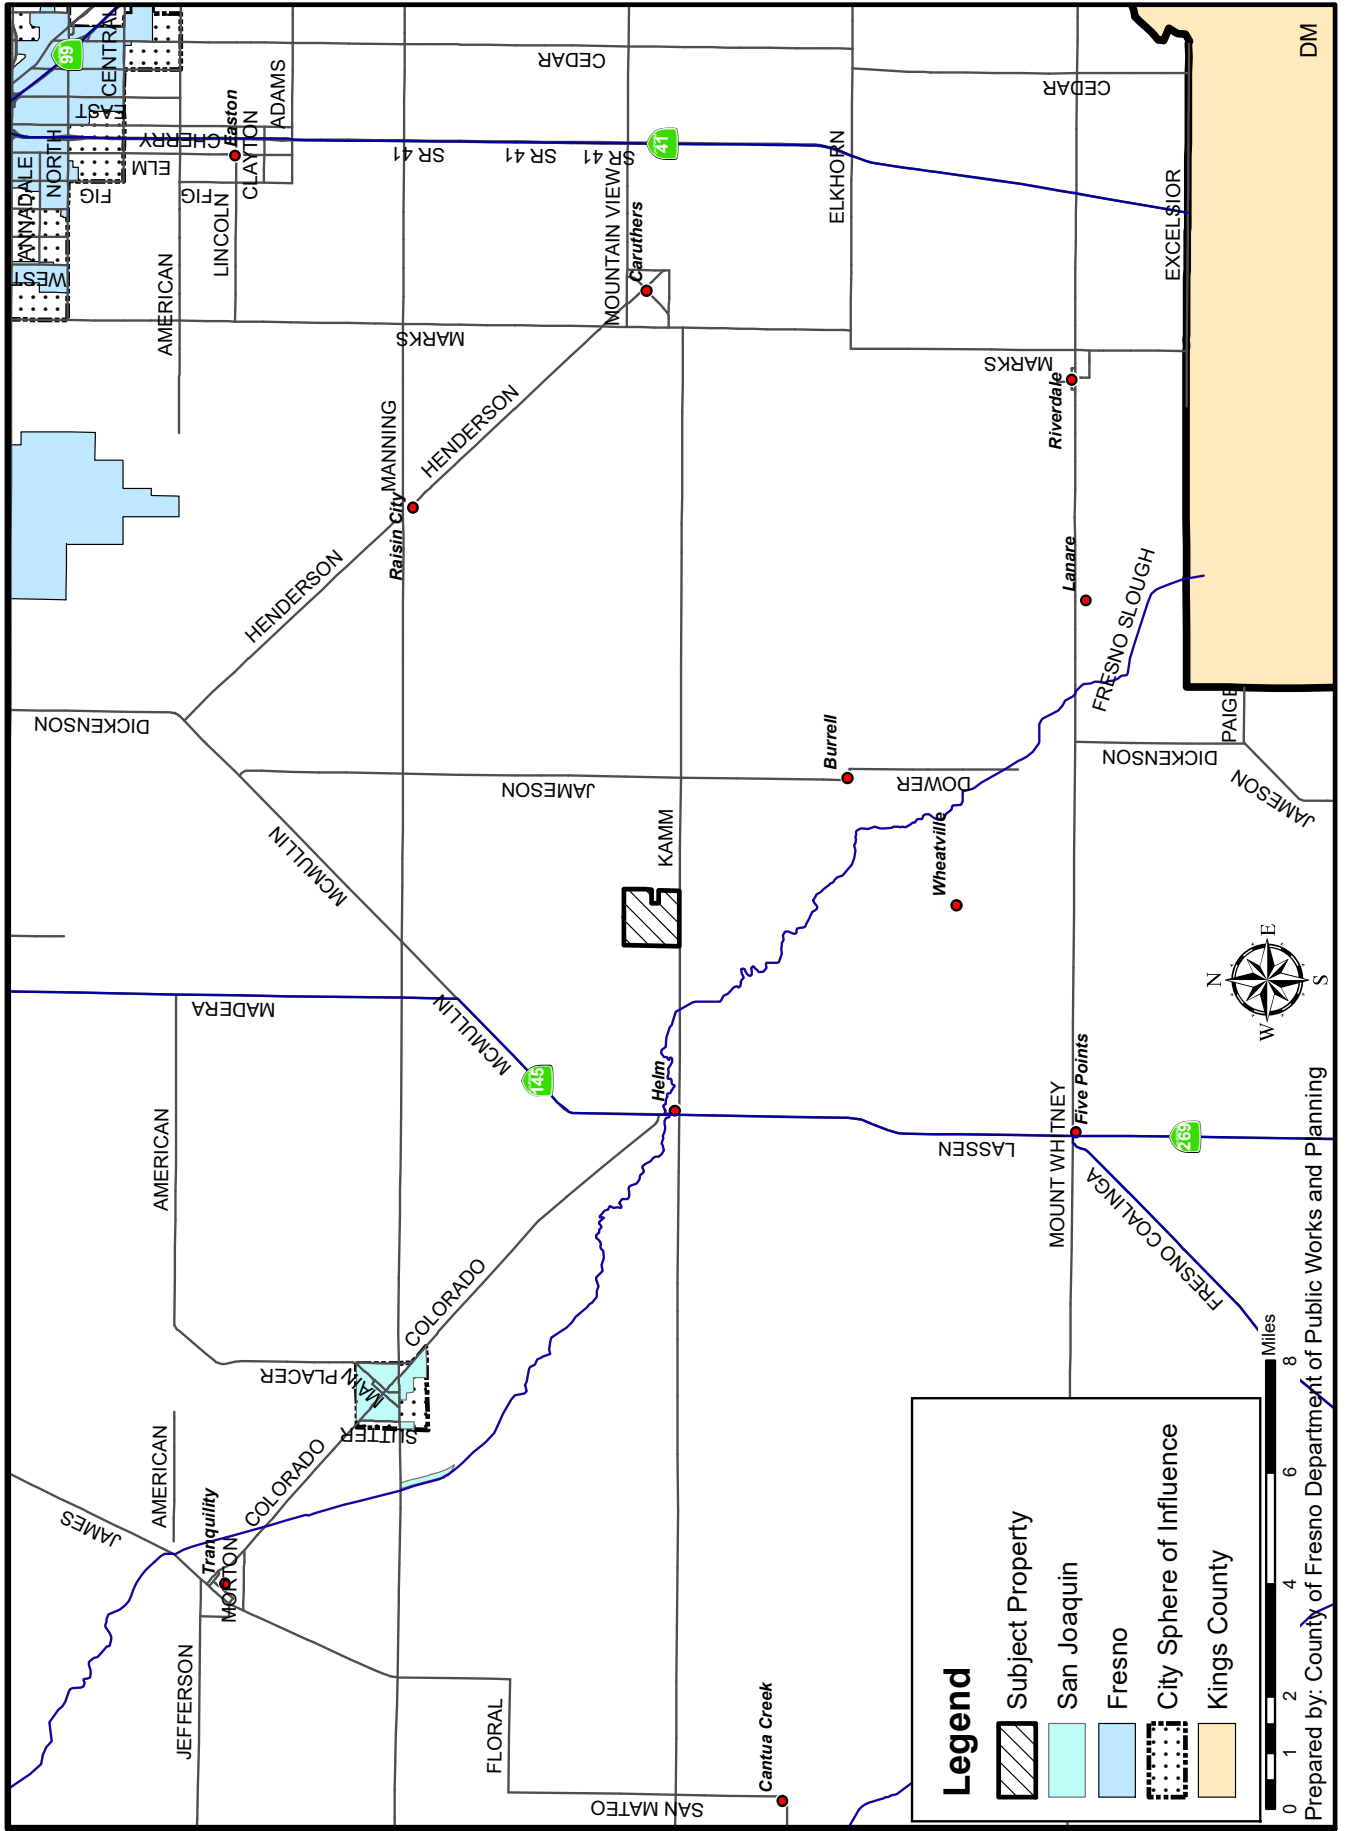 JAMES
AMERICAN
Tranquility
MORTON
JEFFERSON
COLORADO
FLORAL
SAN MATEO
Cantua Creek
SUTTER
MAIN
PLACER
COLORADO
AMERICAN
MADERA
MCMULLIN
145
Helm
LASSEN
MOUNT WHITNEY
Five Points
FRESNO COALINGA
269
DICKENSON
MCMULLIN
JAMESON
KAMM
Burrell
DOWER
Wheatville
HENDERSON
Raisin City
MANNING
HENDERSON
FRESNO SLOUGH
Lanare
Riverdale
DICKENSON
PAIGE
JAMESON
MARKS
MARKS
AMERICAN
LINCOLN
WEST
ANNADALE
NORTH
FIG
FIG
ELM
CHERRY
EAST
CENTRAL
99
Easton
CLAYTON
ADAMS
SR 41
SR 41
SR 41
41
MOUNTAIN VIEW
Caruthers
CEDAR
CEDAR
ELKHORN
EXCELSIOR
DM
N
E
S
W
Legend
Subject Property
San Joaquin
Fresno
City Sphere of Influence
Kings County
0 1 2 4 6 8
Miles
Prepared by: County of Fresno Department of Public Works and Planning